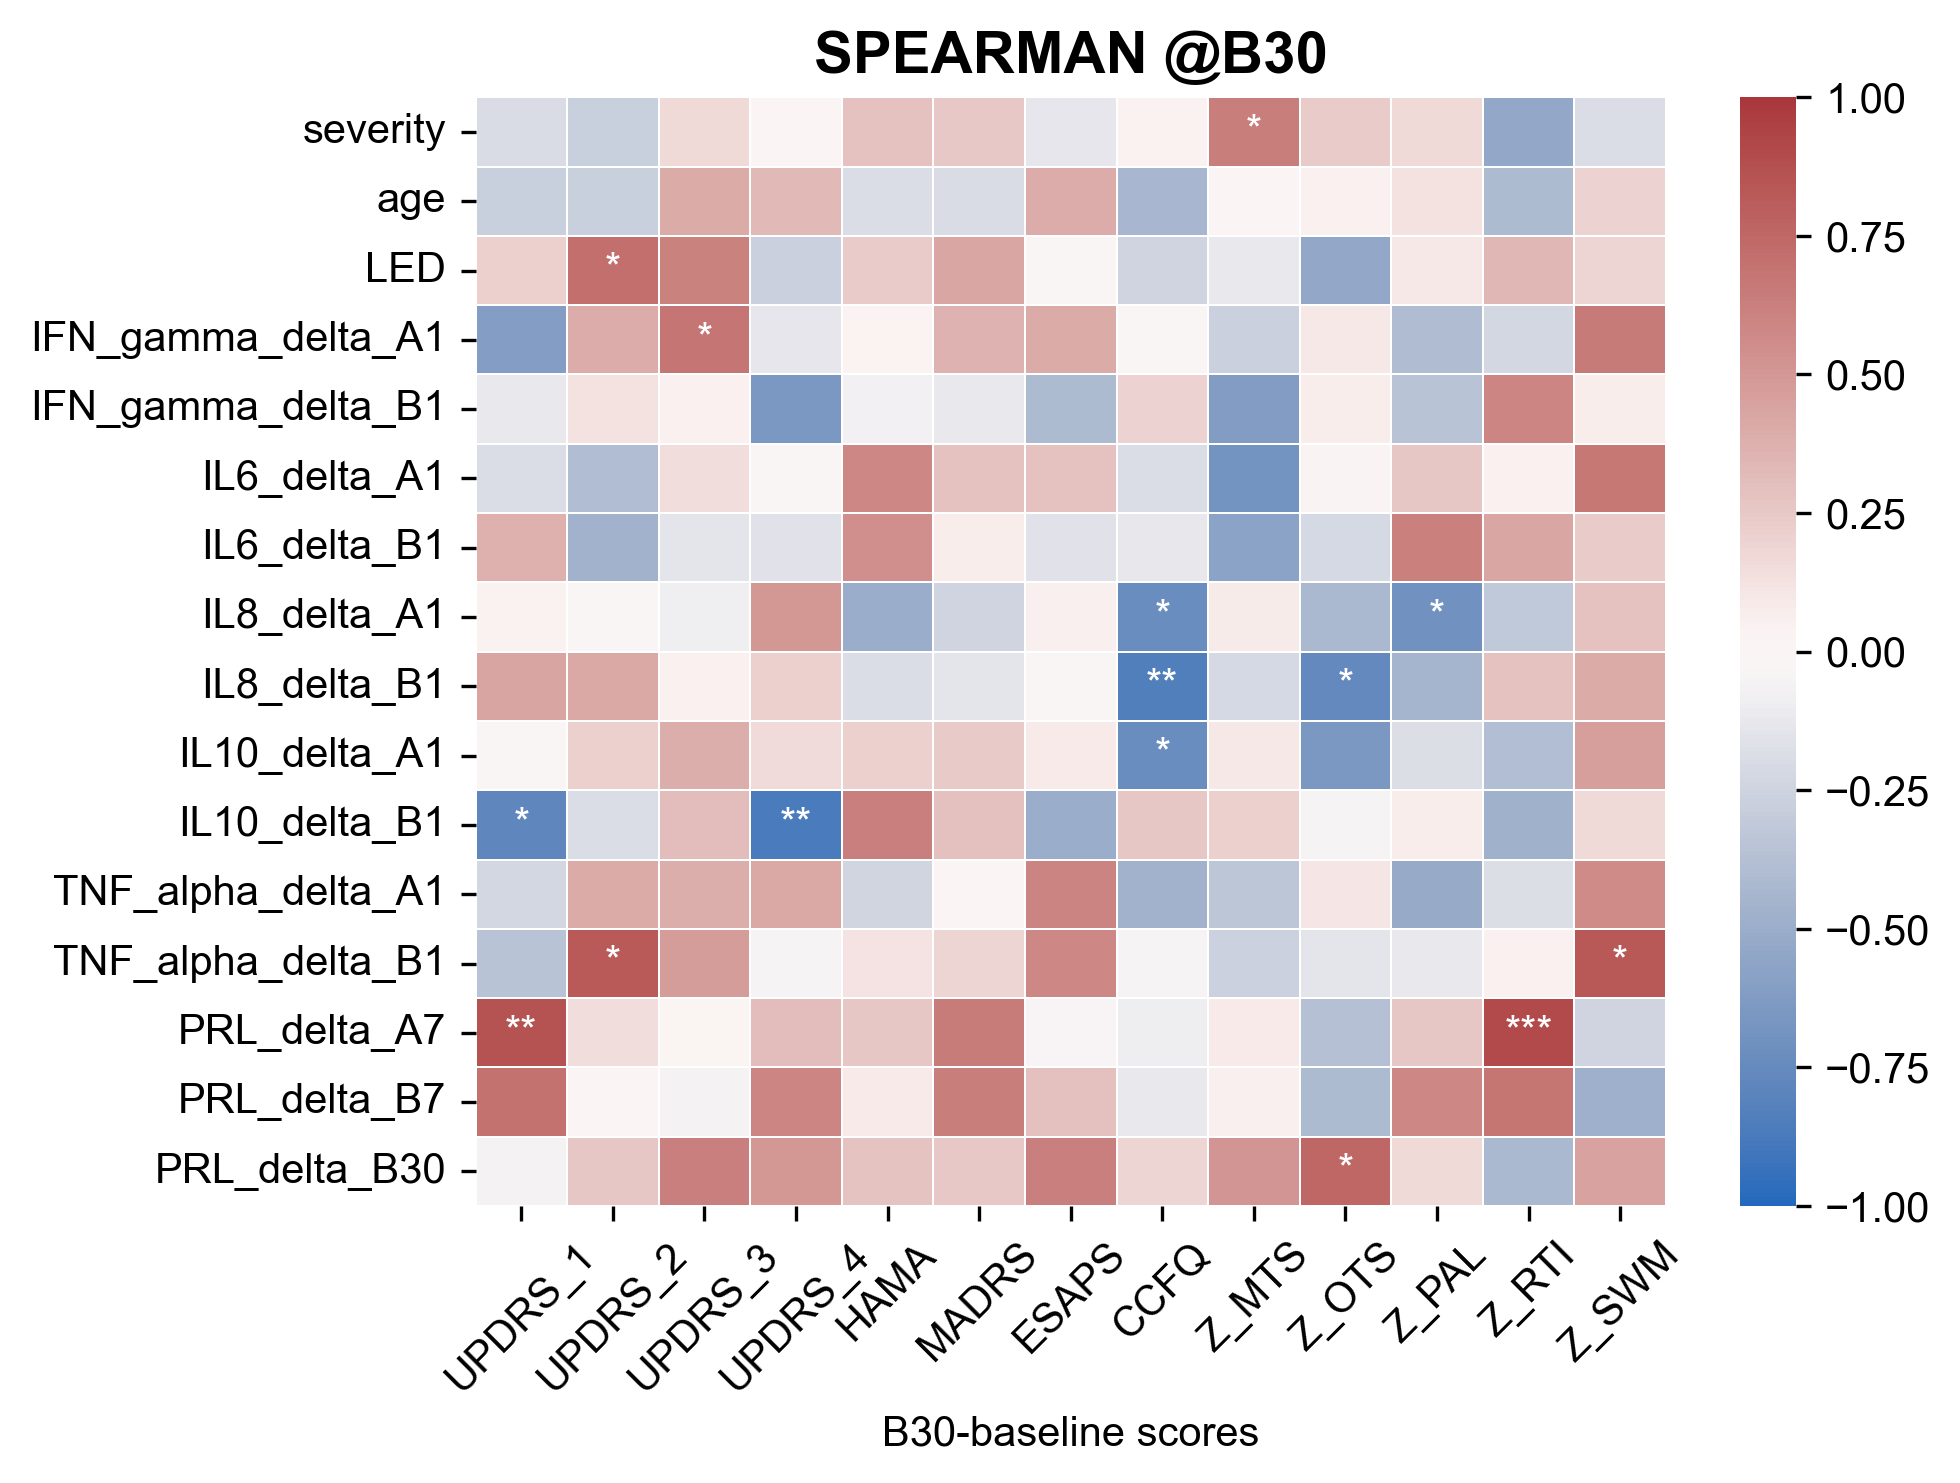 SPEARMAN @B30
severity
*
age
LED
*
IFN_gamma_delta_A1
*
IFN_gamma_delta_B1
IL6_delta_A1
IL6_delta_B1
IL8_delta_A1
* *
IL8_delta_B1
** *
IL10_delta_A1
*
IL10_delta_B1
* **
TNF_alpha_delta_A1
TNF_alpha_delta_B1
* *
PRL_delta_A7
** ***
PRL_delta_B7
PRL_delta_B30
*
UPDRS_1
UPDRS_2
UPDRS_3
UPDRS_4
HAMA
MADRS
ESAPS
CCFQ
Z_MTS
Z_OTS
Z_PAL
Z_RTI
Z_SWM
B30-baseline scores
1.00
0.75
0.50
0.25
0.00
−0.25
−0.50
−0.75
−1.00